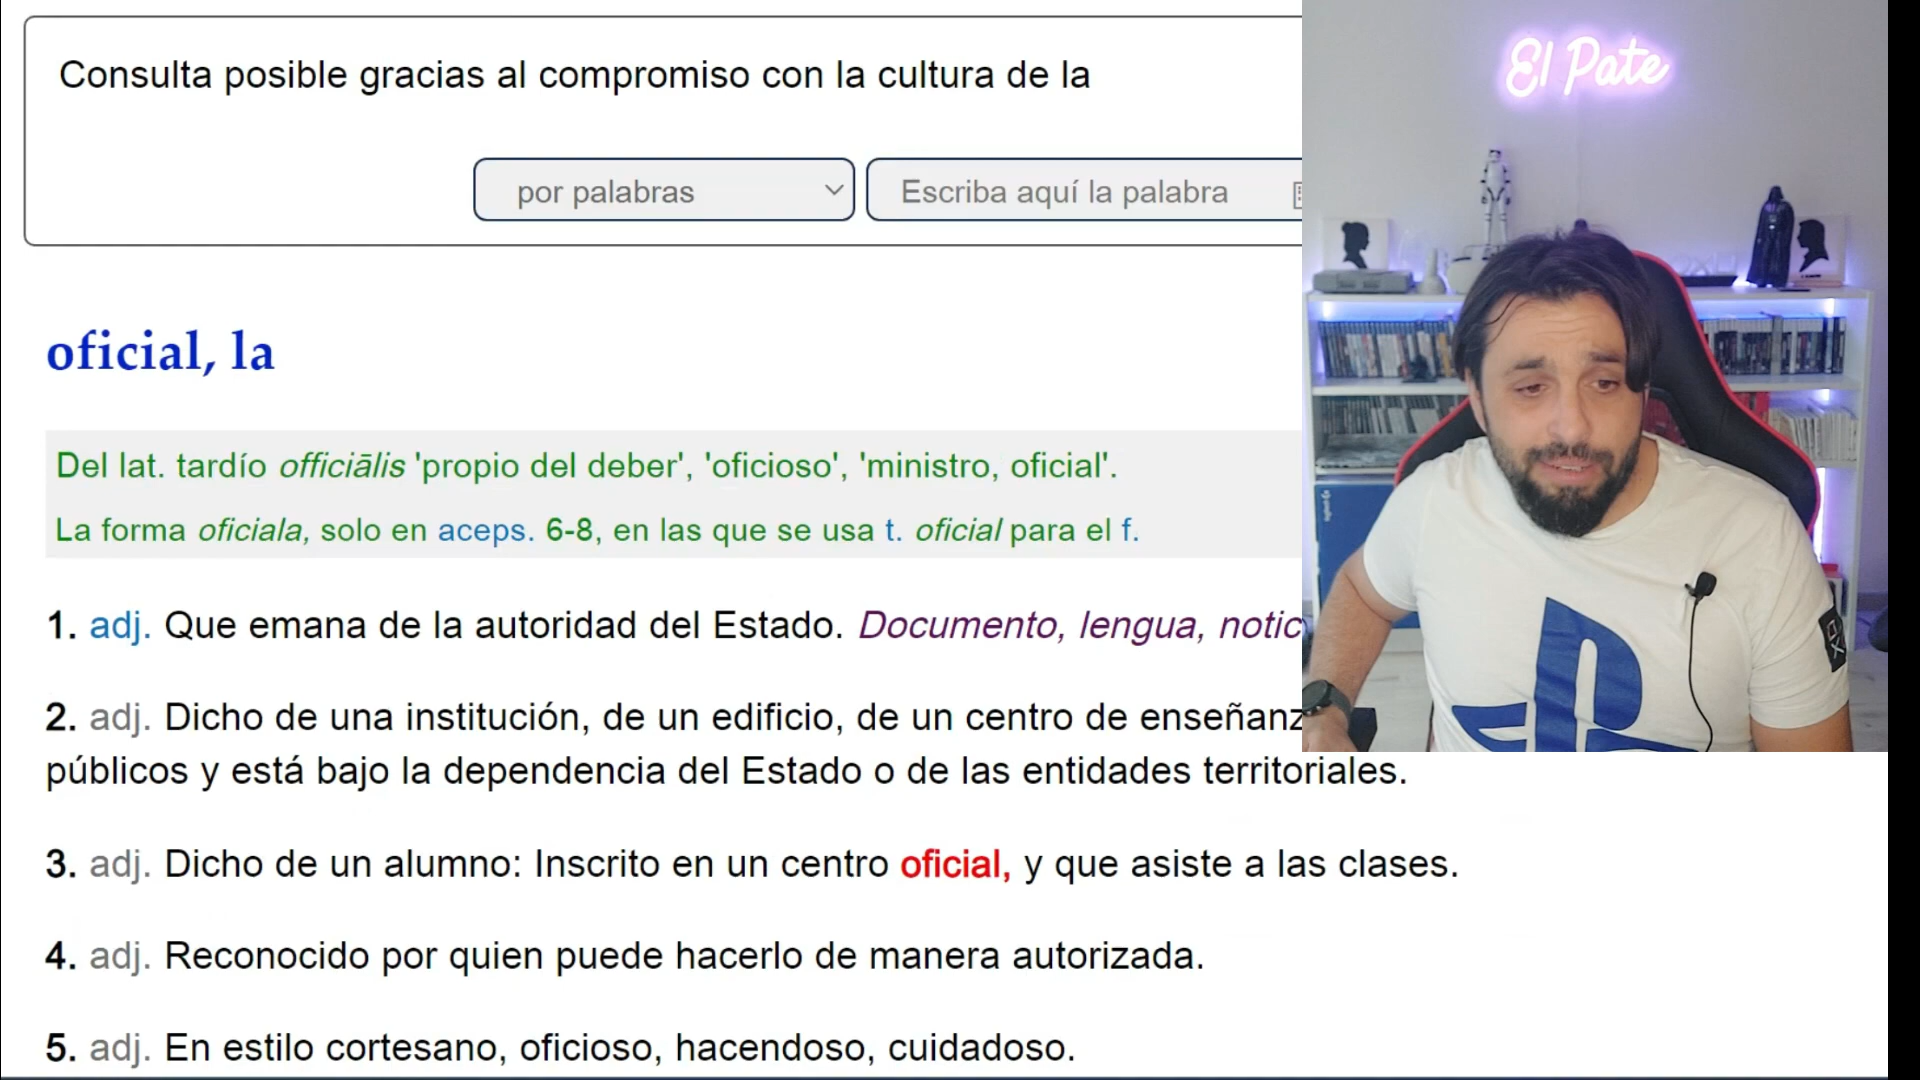 Consulta posible gracias al compromiso con la cultura de la
por palabras
Escriba aquí la palabra
El Pate
oficial, la
Del lat. tardío officiālis 'propio del deber', 'oficioso', 'ministro, oficial'.
La forma oficiala, solo en aceps. 6-8, en las que se usa t. oficial para el f.
1. adj. Que emana de la autoridad del Estado. Documento, lengua, notic
2. adj. Dicho de una institución, de un edificio, de un centro de enseñanz
públicos y está bajo la dependencia del Estado o de las entidades territoriales.
3. adj. Dicho de un alumno: Inscrito en un centro oficial, y que asiste a las clases.
4. adj. Reconocido por quien puede hacerlo de manera autorizada.
5. adj. En estilo cortesano, oficioso, hacendoso, cuidadoso.